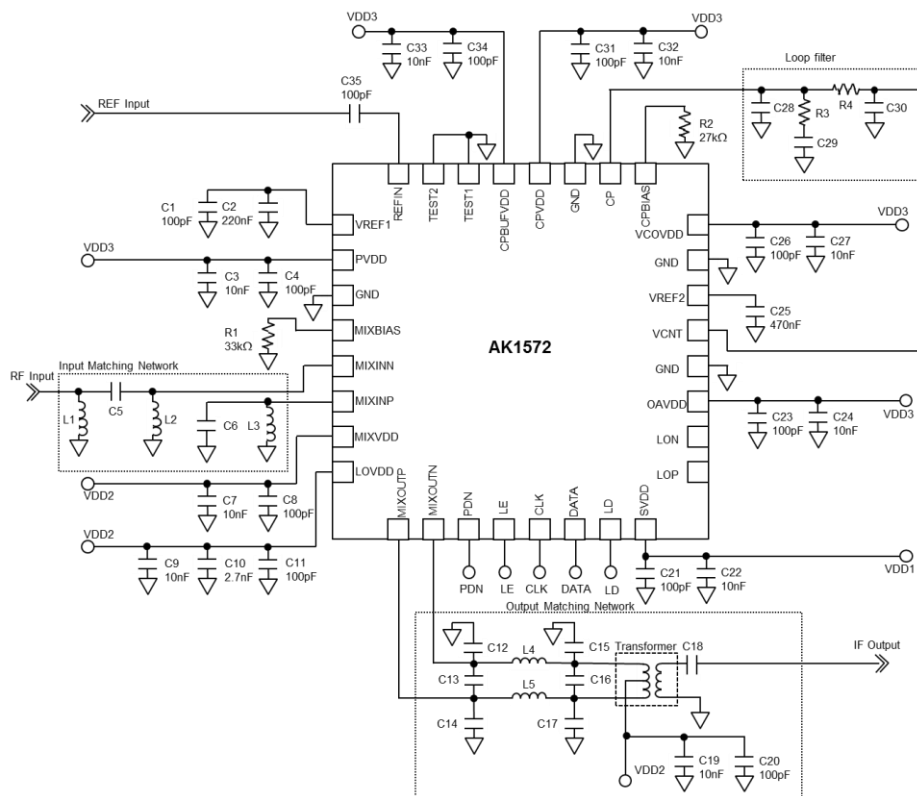 VDD3
C33
10nF
C34
100pF
C31
100pF
C32
10nF
VDD3
Loop filter
C35
100pF
REF Input
R4
C28
R3
C30
C29
R2
27kΩ
REFIN
TEST2
TEST1
CPBUFVDD
CPVDD
GND
CP
CPBIAS
C1
100pF
C2
220nF
VREF1
VCOVDD
VDD3
C26
100pF
C27
10nF
VDD3
PVDD
GND
C3
10nF
C4
100pF
GND
VREF2
C25
470nF
R1
33kΩ
MIXBIAS
VCNT
AK1572
Input Matching Network
RF Input
C5
MIXINN
GND
L1
L2
C6
L3
MIXINP
OAVDD
VDD3
C23
100pF
C24
10nF
MIXVDD
LON
VDD2
C7
10nF
C8
100pF
LOVDD
LOP
VDD2
C9
10nF
C10
2.7nF
C11
100pF
MIXOUTP
MIXOUTN
PDN
LE
CLK
DATA
LD
SVDD
PDN
LE
CLK
DATA
LD
C21
100pF
C22
10nF
VDD1
Output Matching Network
C12
C15
Transformer
C18
IF Output
L4
C13
C16
L5
C14
C17
VDD2
C19
10nF
C20
100pF